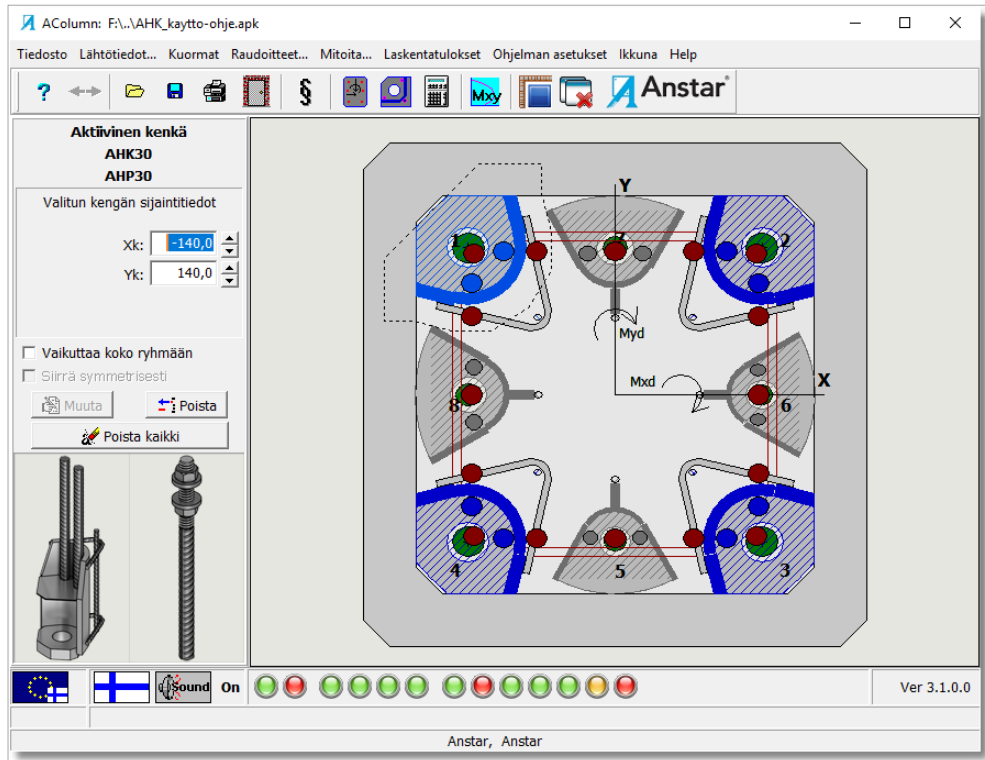 AColumn: F:\..\AHK_kaytto-ohje.apk
Tiedosto Lähtötiedot... Kuormat Raudoitteet... Mitoita... Laskentatulokset Ohjelman asetukset Ikkuna Help
? § Mxy Anstar
Aktiivinen kenkä
AHK30
AHP30
Valitun kengän sijaintitiedot
Xk: -140,0
Yk: 140,0
Vaikuttaa koko ryhmään
Siirrä symmetrisesti
Muuta Poista
Poista kaikki
Y
1 7 2
Myd
Mxd X
8 6
4 5 3
Sound On
Ver 3.1.0.0
Anstar, Anstar